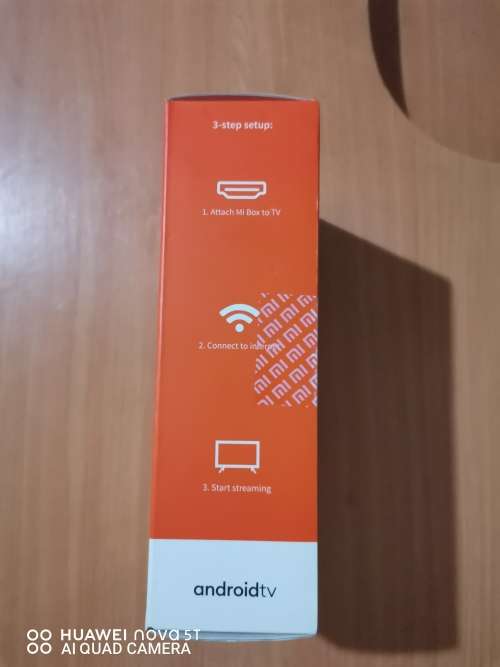 3-step setup:
1. Attach Mi Box to TV
2. Connect to internet
3. Start streaming
androidtv
HUAWEI nova 5T
AI QUAD CAMERA